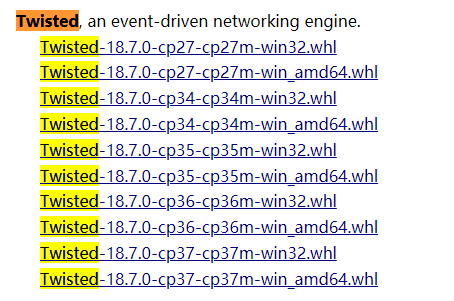 Twisted, an event-driven networking engine.
Twisted-18.7.0-cp27-cp27m-win32.whl
Twisted-18.7.0-cp27-cp27m-win_amd64.whl
Twisted-18.7.0-cp34-cp34m-win32.whl
Twisted-18.7.0-cp34-cp34m-win_amd64.whl
Twisted-18.7.0-cp35-cp35m-win32.whl
Twisted-18.7.0-cp35-cp35m-win_amd64.whl
Twisted-18.7.0-cp36-cp36m-win32.whl
Twisted-18.7.0-cp36-cp36m-win_amd64.whl
Twisted-18.7.0-cp37-cp37m-win32.whl
Twisted-18.7.0-cp37-cp37m-win_amd64.whl